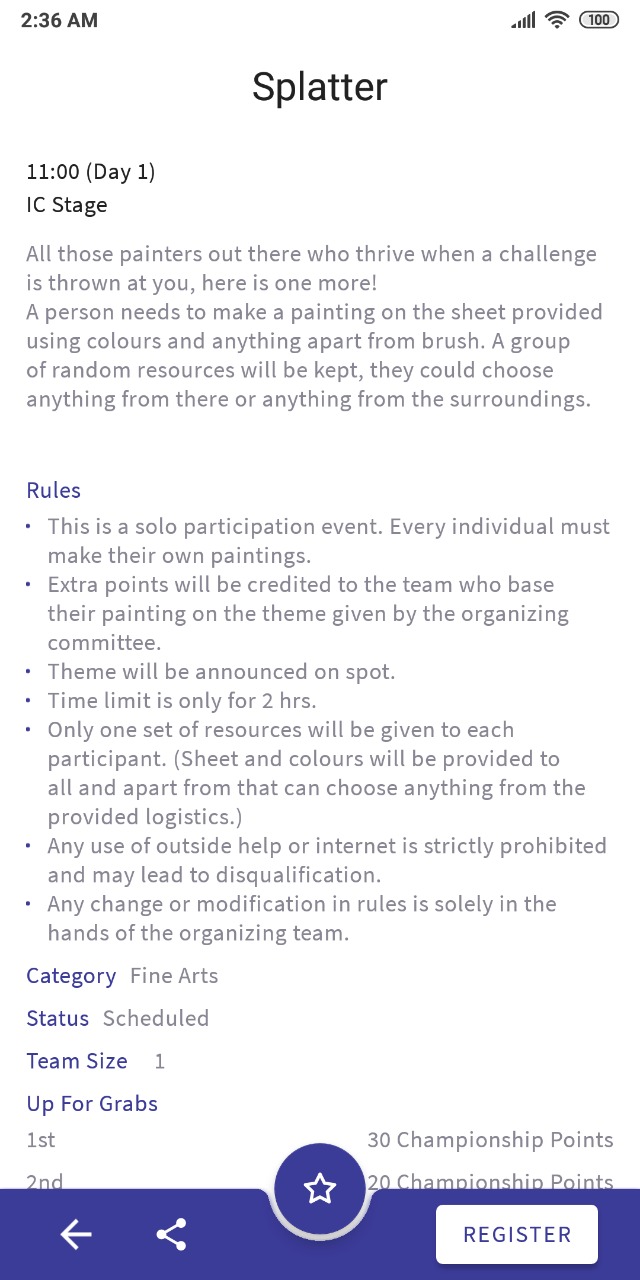 2:36 AM 100
Splatter
11:00 (Day 1)
IC Stage
All those painters out there who thrive when a challenge
is thrown at you, here is one more!
A person needs to make a painting on the sheet provided
using colours and anything apart from brush. A group
of random resources will be kept, they could choose
anything from there or anything from the surroundings.
Rules
• This is a solo participation event. Every individual must
make their own paintings.
• Extra points will be credited to the team who base
their painting on the theme given by the organizing
committee.
• Theme will be announced on spot.
• Time limit is only for 2 hrs.
• Only one set of resources will be given to each
participant. (Sheet and colours will be provided to
all and apart from that can choose anything from the
provided logistics.)
• Any use of outside help or internet is strictly prohibited
and may lead to disqualification.
• Any change or modification in rules is solely in the
hands of the organizing team.
Category Fine Arts
Status Scheduled
Team Size 1
Up For Grabs
1st 30 Championship Points
2nd 20 Championship Points
REGISTER